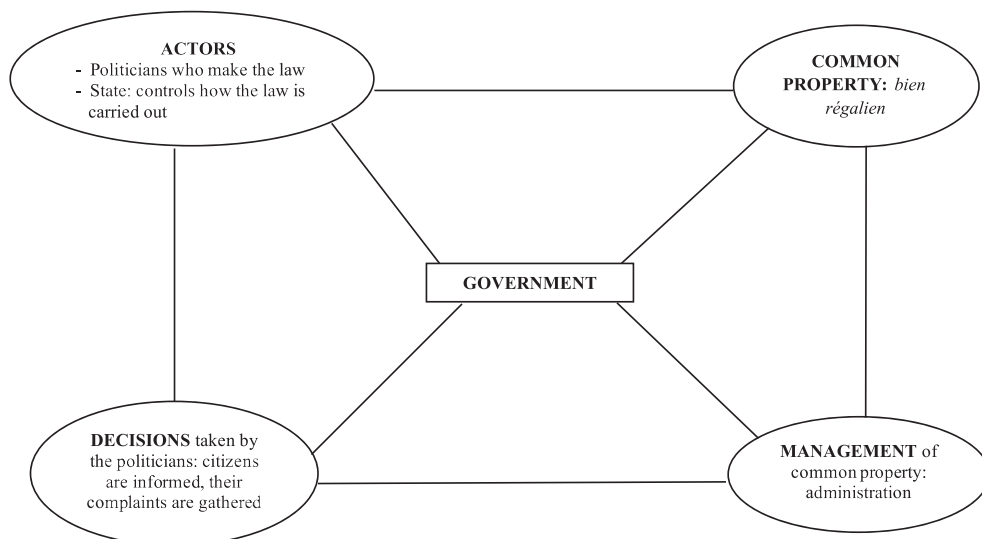 ACTORS
- Politicians who make the law
- State: controls how the law is
carried out
COMMON
PROPERTY: bien
régalien
GOVERNMENT
DECISIONS taken by
the politicians: citizens
are informed, their
complaints are gathered
MANAGEMENT of
common property:
administration